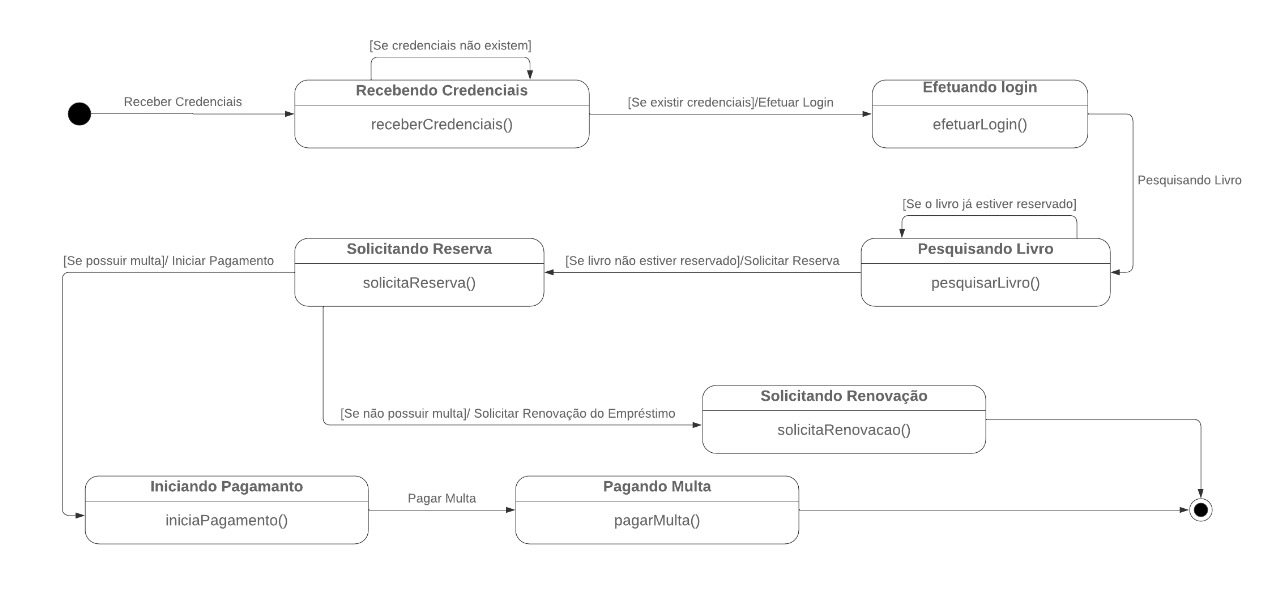 [Se credenciais não existem]
Receber Credenciais
Recebendo Credenciais
receberCredenciais()
[Se existir credenciais]/Efetuar Login
Efetuando login
efetuarLogin()
Pesquisando Livro
[Se o livro já estiver reservado]
[Se possuir multa]/ Iniciar Pagamento
Solicitando Reserva
solicitaReserva()
[Se livro não estiver reservado]/Solicitar Reserva
Pesquisando Livro
pesquisarLivro()
[Se não possuir multa]/ Solicitar Renovação do Empréstimo
Solicitando Renovação
solicitaRenovacao()
Iniciando Pagamanto
iniciaPagamento()
Pagar Multa
Pagando Multa
pagarMulta()